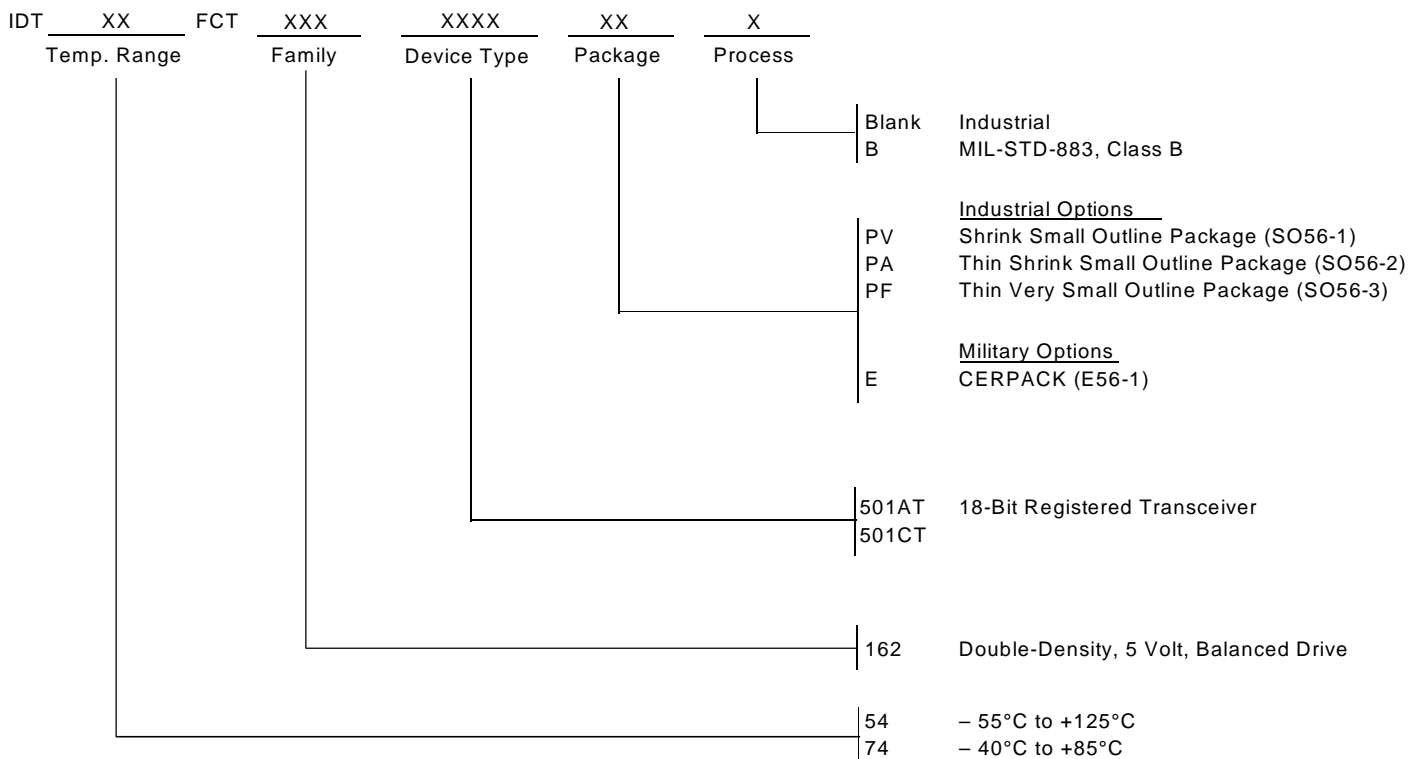 IDT XX FCT XXX XXXX XX X
Temp. Range Family Device Type Package Process
Blank Industrial
B MIL-STD-883, Class B
Industrial Options
PV Shrink Small Outline Package (SO56-1)
PA Thin Shrink Small Outline Package (SO56-2)
PF Thin Very Small Outline Package (SO56-3)
Military Options
E CERPACK (E56-1)
501AT 18-Bit Registered Transceiver
501CT
162 Double-Density, 5 Volt, Balanced Drive
54 – 55°C to +125°C
74 – 40°C to +85°C